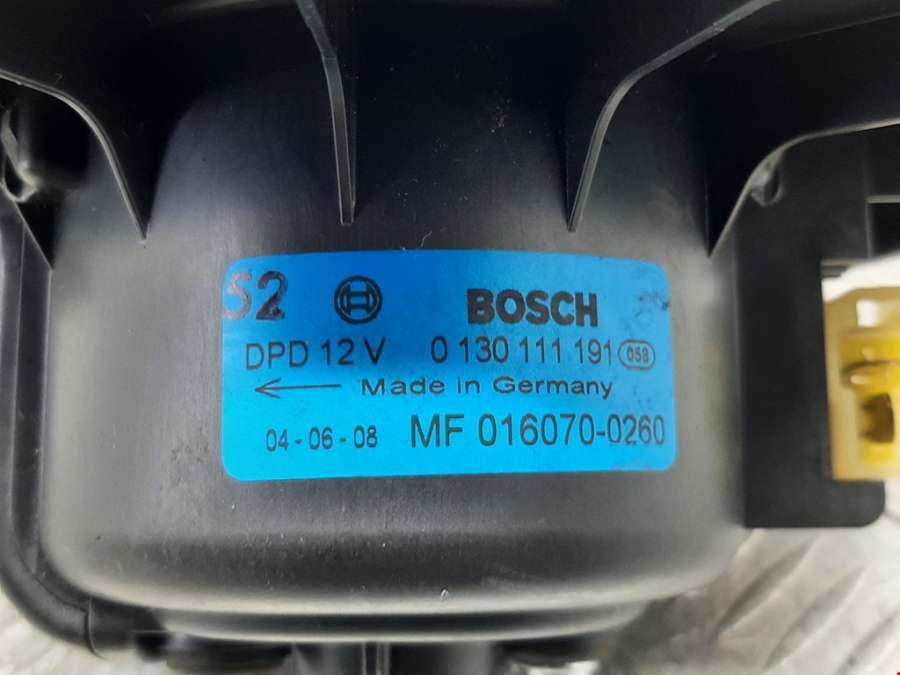 52 BOSCH
DPD 12 V 0 130 111 191 058
Made in Germany
04-06-08 MF 016070-0260